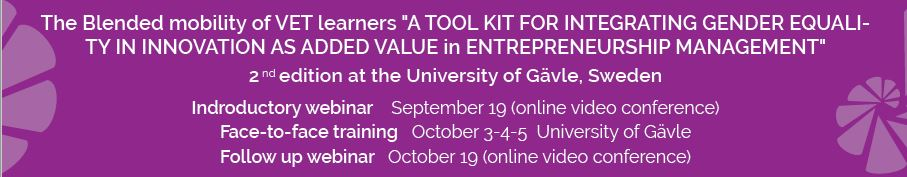 The Blended mobility of VET learners "A TOOL KIT FOR INTEGRATING GENDER EQUALI-
TY IN INNOVATION AS ADDED VALUE in ENTREPRENEURSHIP MANAGEMENT"
2 nd edition at the University of Gävle, Sweden
Indroductory webinar September 19 (online video conference)
Face-to-face training October 3-4-5 University of Gävle
Follow up webinar October 19 (online video conference)